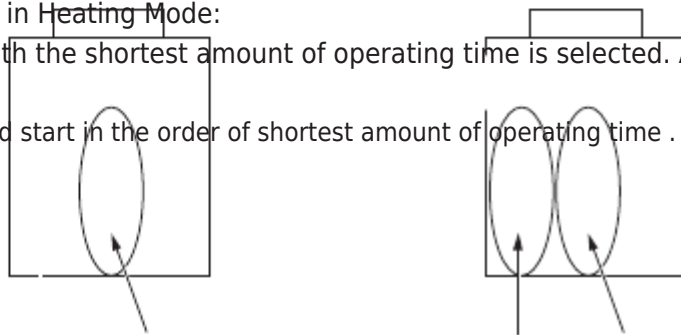 in Heating Mode:
th the shortest amount of operating time is selected.
d start in the order of shortest amount of operating time .